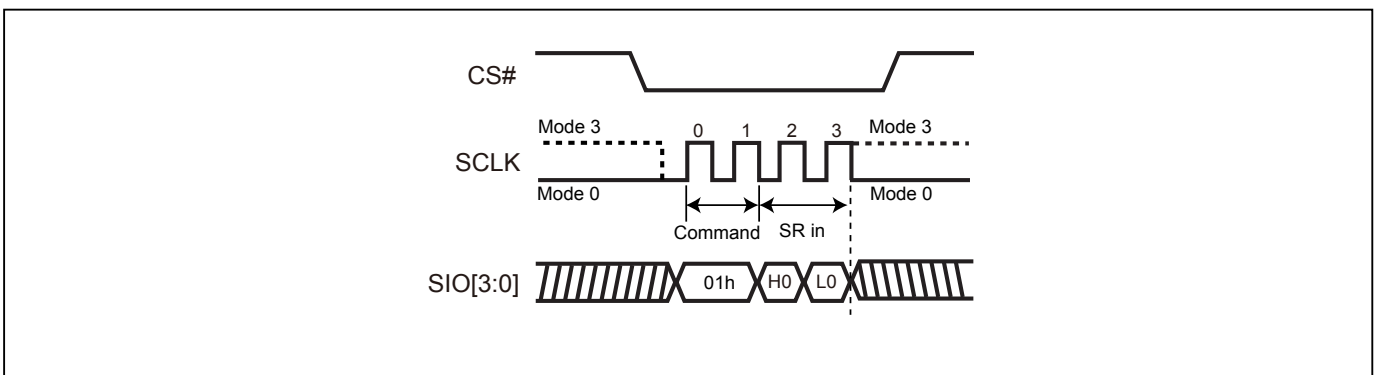 CS#
Mode 3 0 1 2 3 Mode 3
SCLK
Mode 0 Mode 0
Command SR in
SIO[3:0] 01h H0 L0